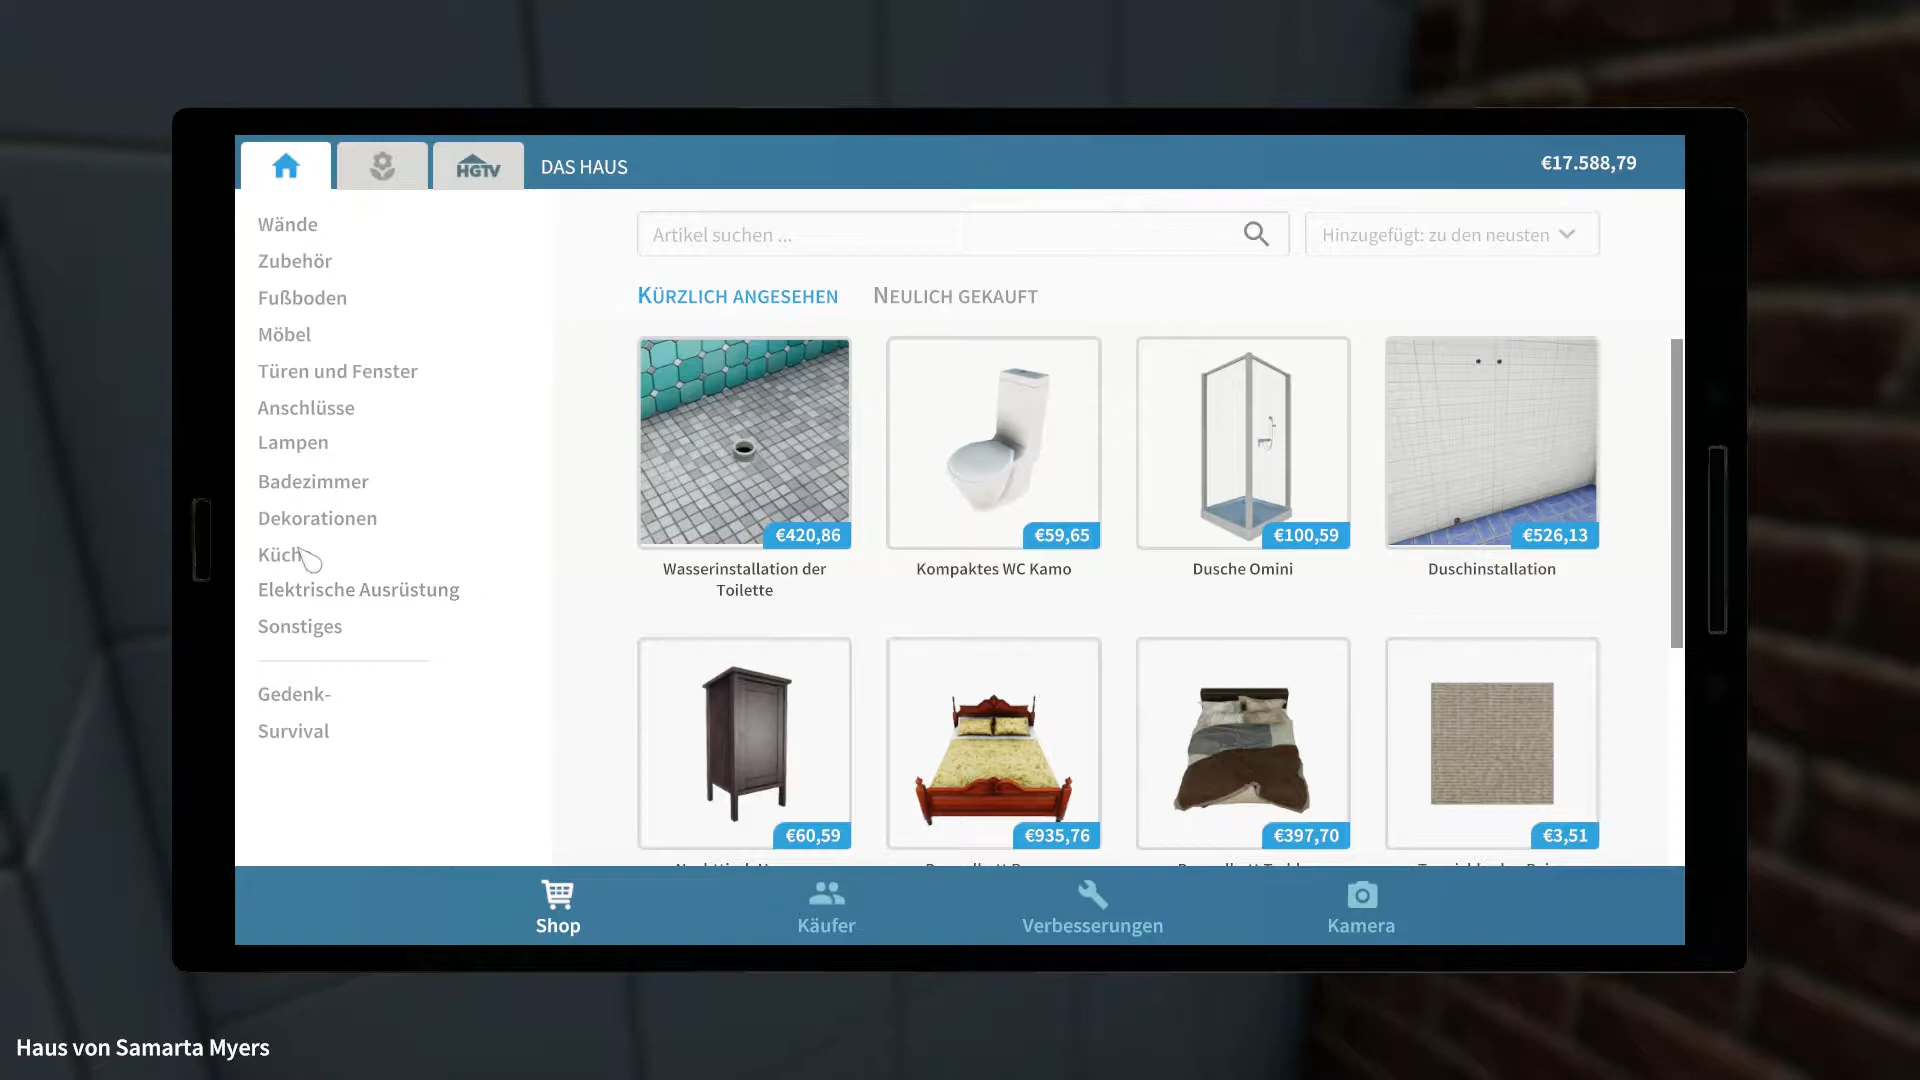 HGTV
DAS HAUS
€17.588,79
Wände
Zubehör
Fußboden
Möbel
Türen und Fenster
Anschlüsse
Lampen
Badezimmer
Dekorationen
Elektrische Ausrüstung
Sonstiges
Gedenk-
Survival
Artikel suchen ...
Hinzugefügt: zu den neusten
KÜRZLICH ANGESEHEN
NEULICH GEKAUFT
€420,86
€59,65
€100,59
€526,13
Wasserinstallation der
Toilette
Kompaktes WC Kamo
Dusche Omini
Duschinstallation
€60,59
€935,76
€397,70
€3,51
Shop
Käufer
Verbesserungen
Kamera
Haus von Samarta Myers